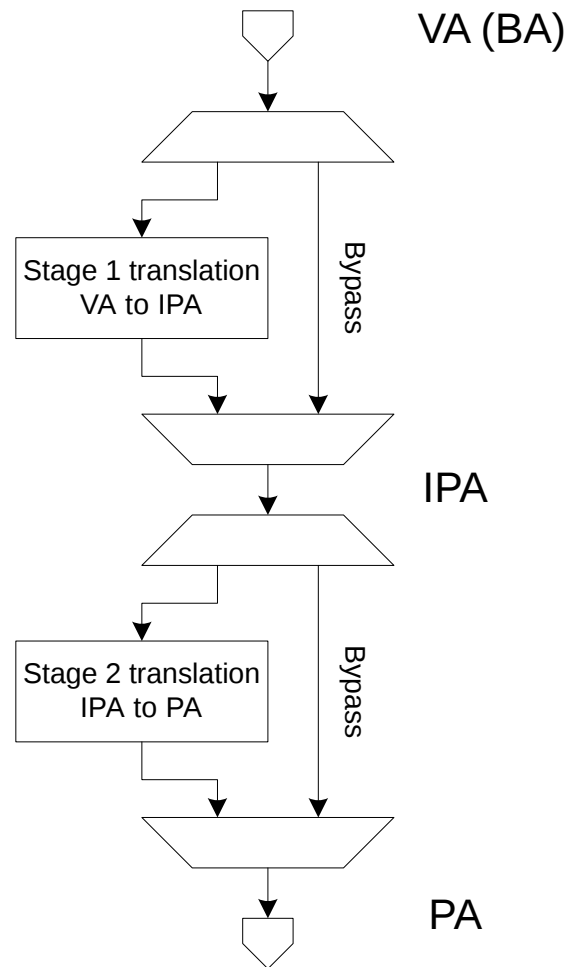 VA (BA)
Stage 1 translation
VA to IPA
Bypass
IPA
Stage 2 translation
IPA to PA
Bypass
PA